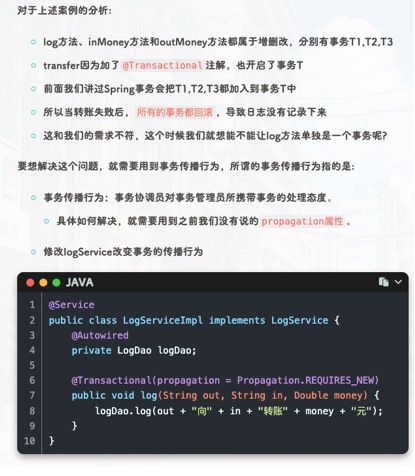 对于上述案例的分析:
log方法、inMoney方法和outMoney方法都属于增删改，分别有事务T1,T2,T3
transfer因为加了@Transactional注解，也开启了事务T
前面我们讲过Spring事务会把T1,T2,T3都加入到事务T中
所以当转账失败后，所有的事务都回滚，导致日志没有记录下来
这和我们的需求不符，这个时候我们就想能不能让log方法单独是一个事务呢?
要想解决这个问题，就需要用到事务传播行为，所谓的事务传播行为指的是:
事务传播行为：事务协调员对事务管理员所携带事务的处理态度。
具体如何解决，就需要用到之前我们没有说的propagation属性。
修改logService改变事务的传播行为
JAVA
1 @Service
2 public class LogServiceImpl implements LogService {
3 @Autowired
4 private LogDao logDao;
5
6 @Transactional(propagation = Propagation.REQUIRES_NEW)
7 public void log(String out, String in, Double money) {
8 logDao.log(out + "向" + in + "转账" + money + "元");
9 }
10 }